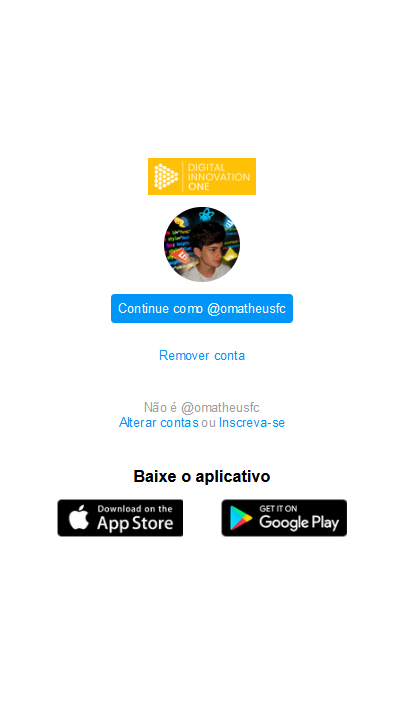 DIGITAL
INNOVATION
ONE
Continue como @omatheusfc
Remover conta
Não é @omatheusfc
Alterar contas ou Inscreva-se
Baixe o aplicativo
Download on the
App Store
GET IT ON
Google Play